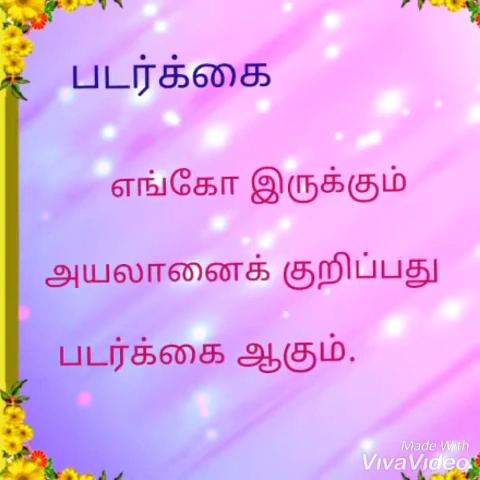 படர்க்கை
எங்கோ இருக்கும்
அயலானைக் குறிப்பது
படர்க்கை ஆகும்.
Made With
VivaVideo